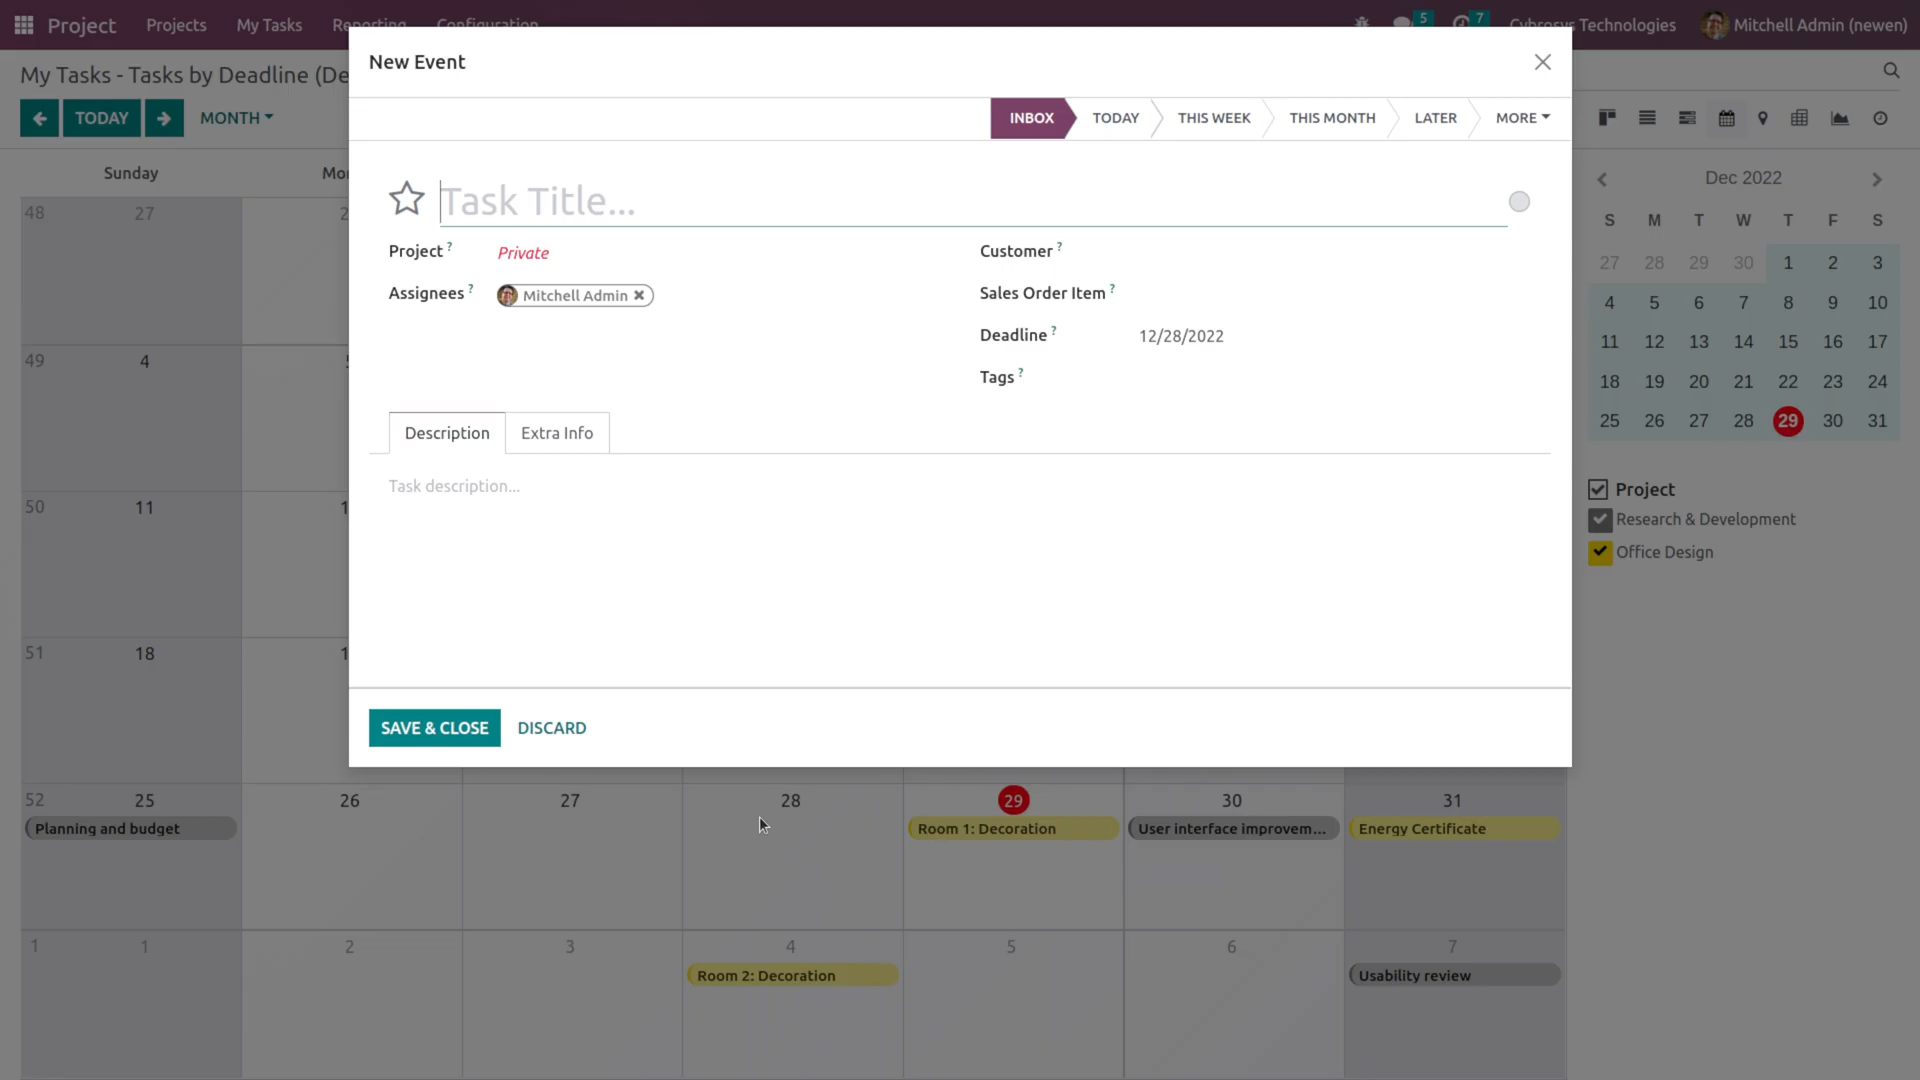 Project Projects My Tasks Reporting Configuration 5 7 Cybrosys Technologies Mitchell Admin (newen)
My Tasks - Tasks by Deadline (De
TODAY MONTH
New Event
INBOX TODAY THIS WEEK THIS MONTH LATER MORE
Task Title...
Project ? Private
Assignees ? Mitchell Admin
Customer ?
Sales Order Item ?
Deadline ? 12/28/2022
Tags ?
Description Extra Info
Task description...
SAVE & CLOSE DISCARD
Sunday Mo
48 27 2
49 4
50 11 1
51 18 1
52 25 26 27 28 29 30 31
Planning and budget Room 1: Decoration User interface improvem... Energy Certificate
1 1 2 3 4 5 6 7
Room 2: Decoration Usability review
Dec 2022
S M T W T F S
27 28 29 30 1 2 3
4 5 6 7 8 9 10
11 12 13 14 15 16 17
18 19 20 21 22 23 24
25 26 27 28 29 30 31
Project
Research & Development
Office Design